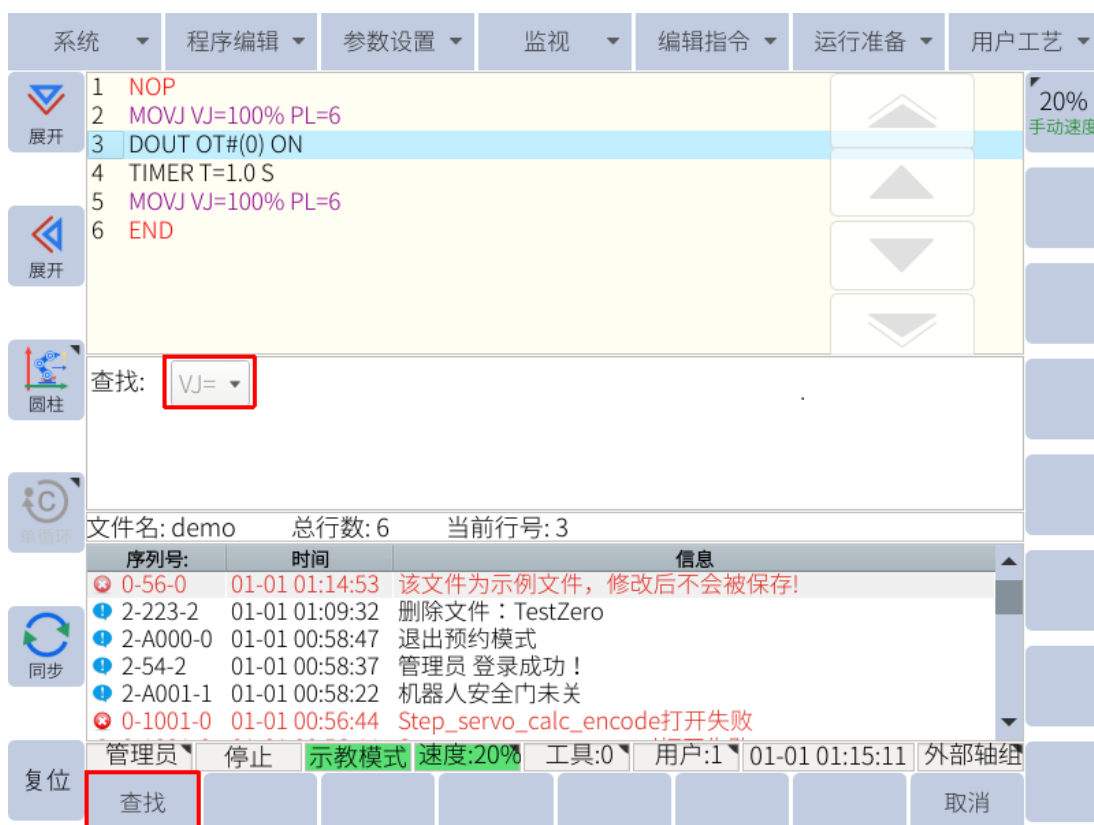 系统 程序编辑 参数设置 监视 编辑指令 运行准备 用户工艺
展开
1 NOP
2 MOVJ VJ=100% PL=6
3 DOUT OT#(0) ON
4 TIMER T=1.0 S
5 MOVJ VJ=100% PL=6
6 END
20%
手动速度
展开
圆柱
查找: VJ=
单循环
文件名: demo 总行数: 6 当前行号: 3
序列号: 时间 信息
0-56-0 01-01 01:14:53 该文件为示例文件，修改后不会被保存!
2-223-2 01-01 01:09:32 删除文件：TestZero
2-A000-0 01-01 00:58:47 退出预约模式
2-54-2 01-01 00:58:37 管理员 登录成功！
2-A001-1 01-01 00:58:22 机器人安全门未关
0-1001-0 01-01 00:56:44 Step_servo_calc_encode打开失败
同步
管理员 停止 示教模式 速度:20% 工具:0 用户:1 01-01 01:15:11 外部轴组
复位
查找 取消